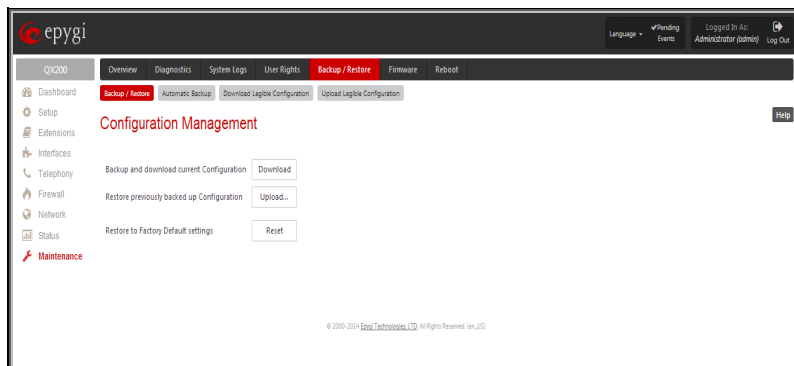 epygi
Language
Pending Events
Logged In As:
Administrator (admin)
Log Out
QX200
Overview Diagnostics System Logs User Rights Backup / Restore Firmware Reboot
Dashboard
Setup
Extensions
Interfaces
Telephony
Firewall
Network
Status
Maintenance
Backup / Restore Automatic Backup Download Legible Configuration Upload Legible Configuration
Help
Configuration Management
Backup and download current Configuration Download
Restore previously backed up Configuration Upload...
Restore to Factory Default settings Reset
© 2000-2014 Epygi Technologies, LTD. All Rights Reserved. (en_US)